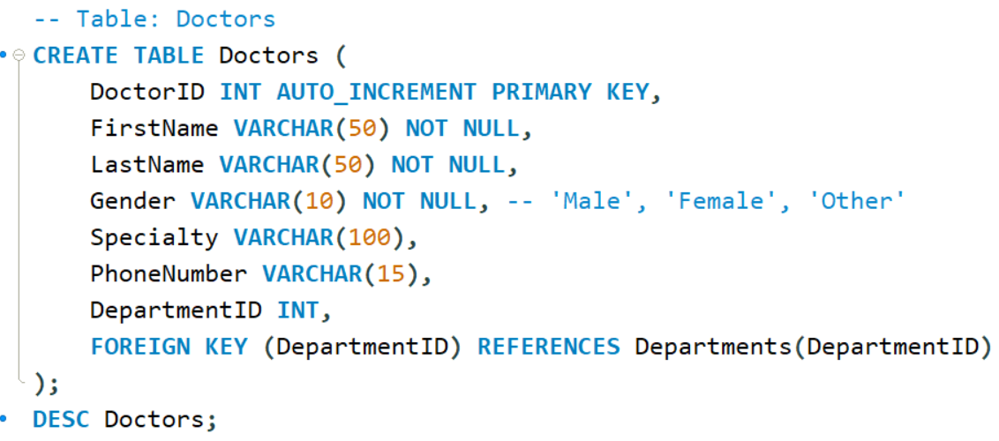 -- Table: Doctors
CREATE TABLE Doctors (
DoctorID INT AUTO_INCREMENT PRIMARY KEY,
FirstName VARCHAR(50) NOT NULL,
LastName VARCHAR(50) NOT NULL,
Gender VARCHAR(10) NOT NULL, -- 'Male', 'Female', 'Other'
Specialty VARCHAR(100),
PhoneNumber VARCHAR(15),
DepartmentID INT,
FOREIGN KEY (DepartmentID) REFERENCES Departments(DepartmentID)
);
DESC Doctors;